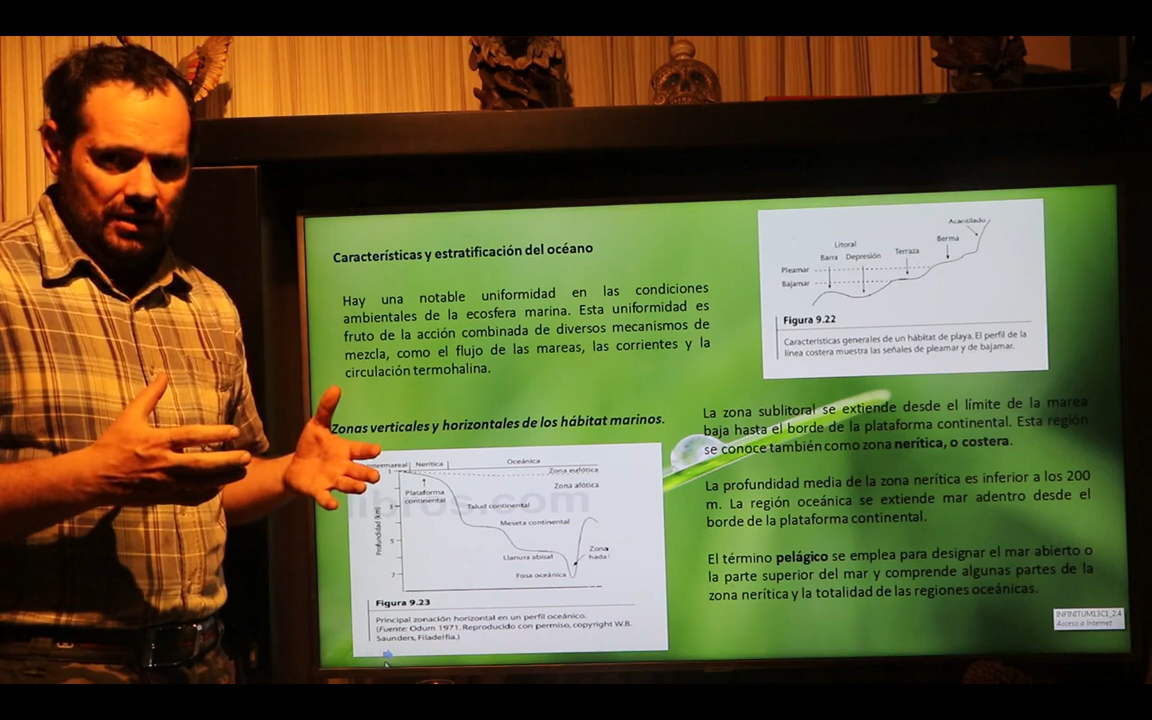 Características y estratificación del océano
Hay una notable uniformidad en las condiciones
ambientales de la ecosfera marina. Esta uniformidad es
fruto de la acción combinada de diversos mecanismos de
mezcla, como el flujo de las mareas, las corrientes y la
circulación termohalina.
Zonas verticales y horizontales de los hábitat marinos.
Intermareal
Nerítica
Oceánica
Zona eufótica
Zona afótica
Plataforma
continental
Talud continental
Meseta continental
Llanura abisal
Zona
hadal
Fosa oceánica
Profundidad (km)
1
3
5
7
libros.com
Figura 9.23
Principal zonación horizontal en un perfil oceánico.
(Fuente: Odum 1971. Reproducido con permiso, copyright W.B.
Saunders, Filadelfia.)
Acantilado
Berma
Litoral
Terraza
Barra
Depresión
Pleamar
Bajamar
Figura 9.22
Características generales de un hábitat de playa. El perfil de la
línea costera muestra las señales de pleamar y de bajamar.
La zona sublitoral se extiende desde el límite de la marea
baja hasta el borde de la plataforma continental. Esta región
se conoce también como zona nerítica, o costera.
La profundidad media de la zona nerítica es inferior a los 200
m. La región oceánica se extiende mar adentro desde el
borde de la plataforma continental.
El término pelágico se emplea para designar el mar abierto o
la parte superior del mar y comprende algunas partes de la
zona nerítica y la totalidad de las regiones oceánicas.
INFINITUM13C1_2.4
Acceso a Internet